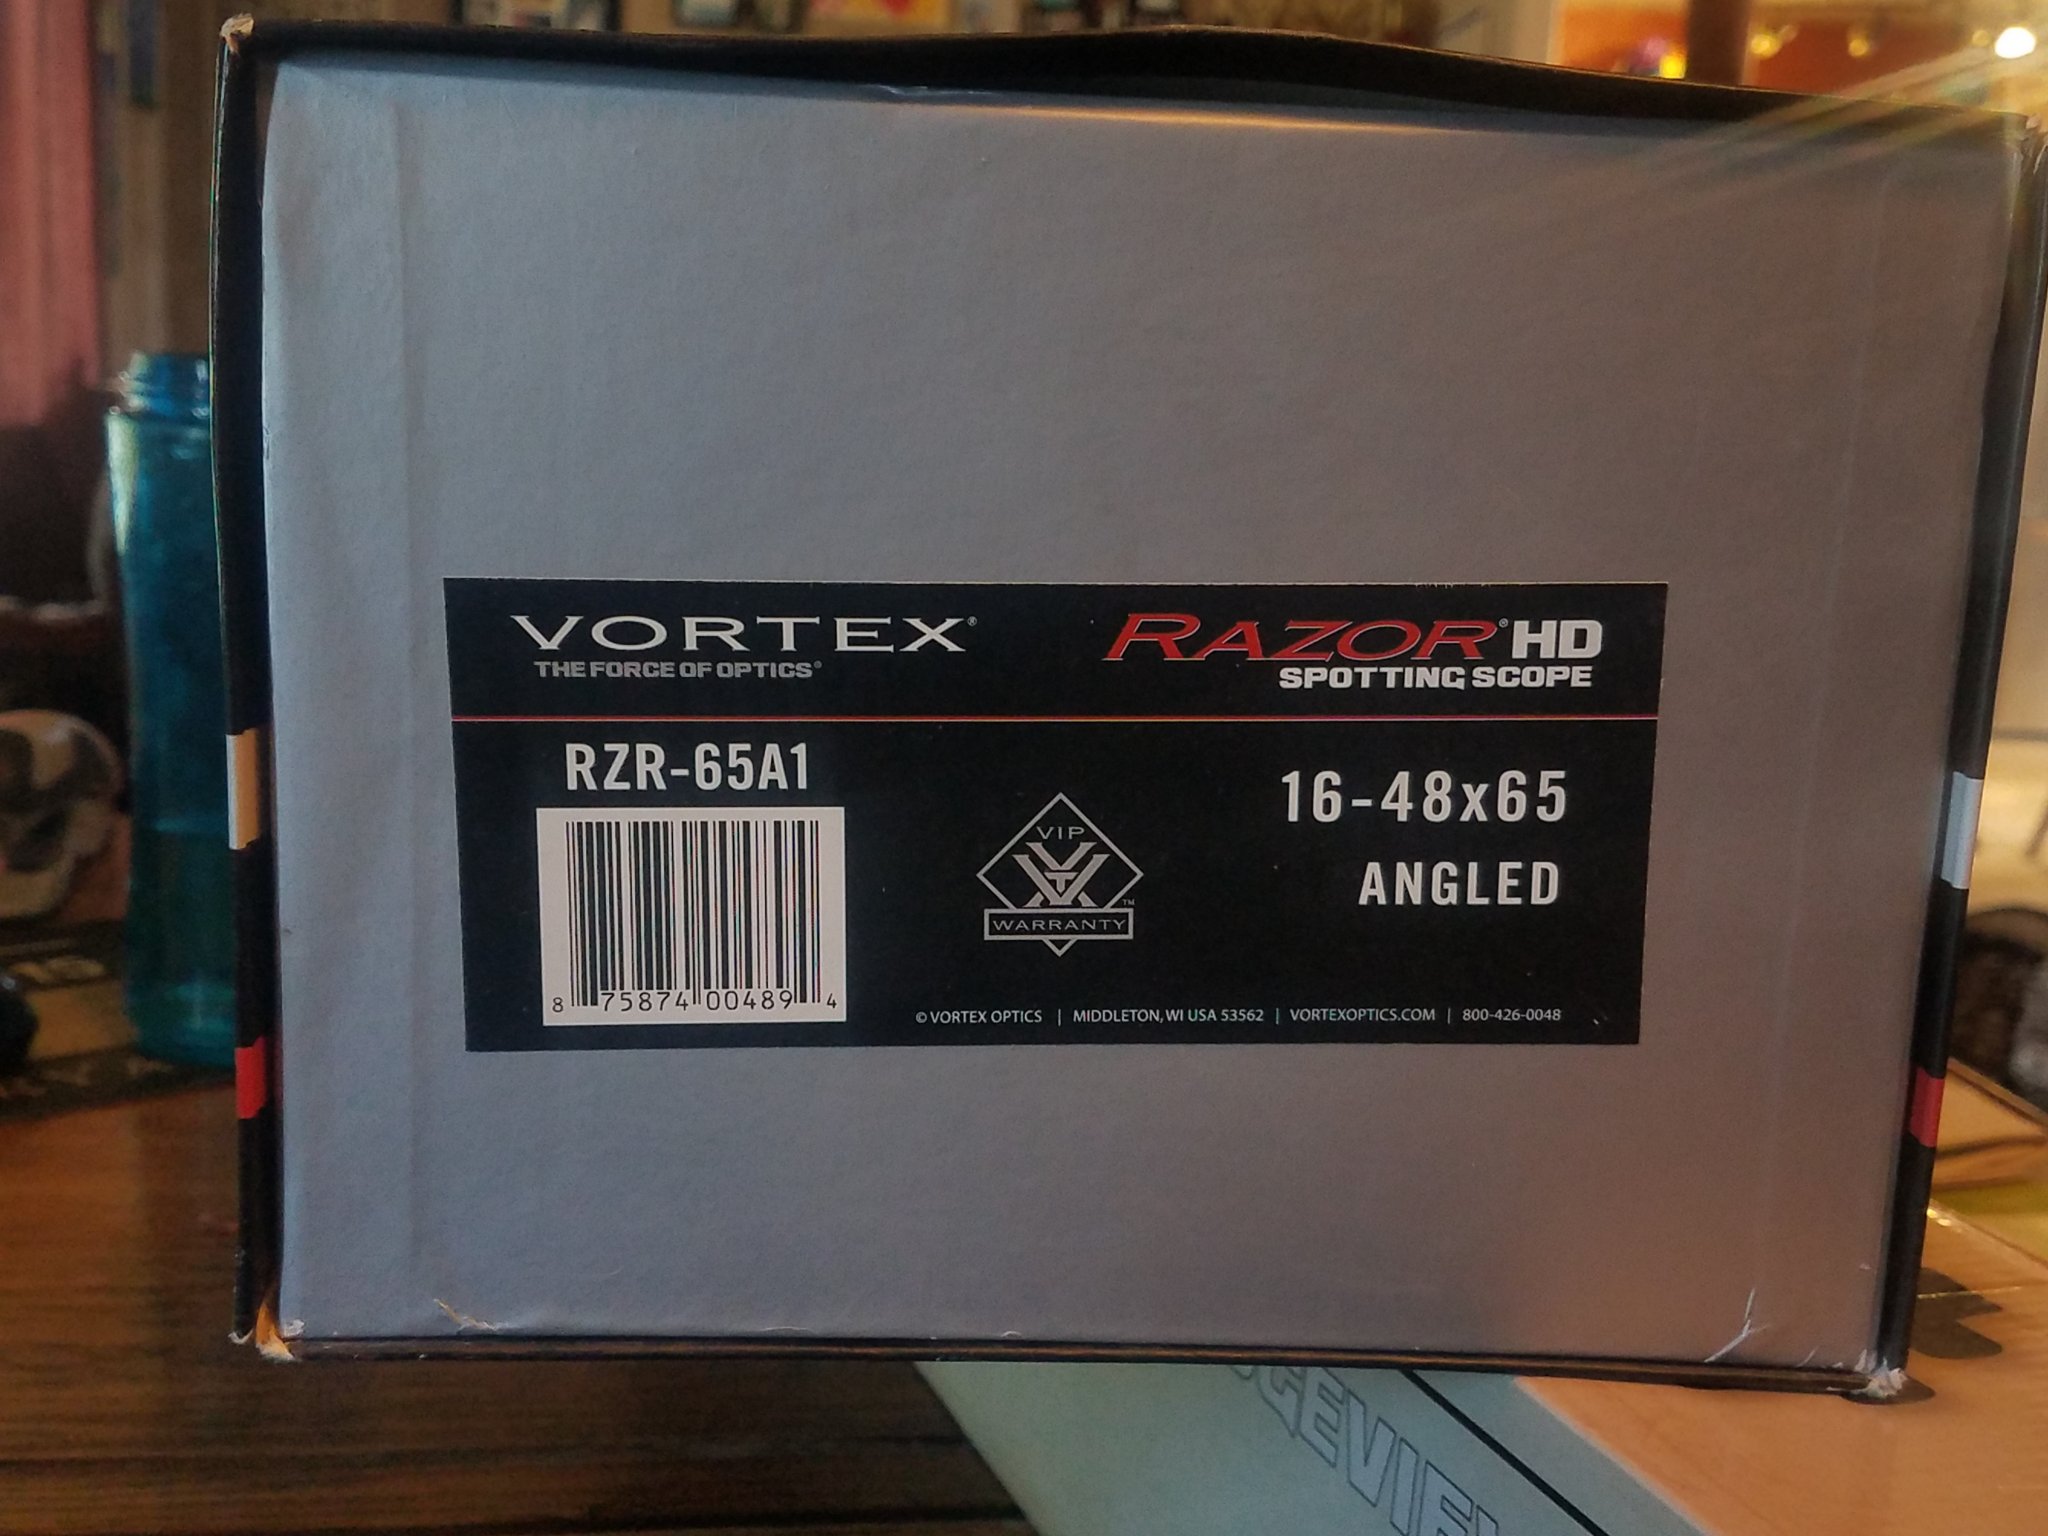 VORTEX®
THE FORCE OF OPTICS®
RAZOR® HD
SPOTTING SCOPE
RZR-65A1
8 75874 00489 4
VIP
WARRANTY
™
16-48x65
ANGLED
© VORTEX OPTICS | MIDDLETON, WI USA 53562 | VORTEXOPTICS.COM | 800-426-0048